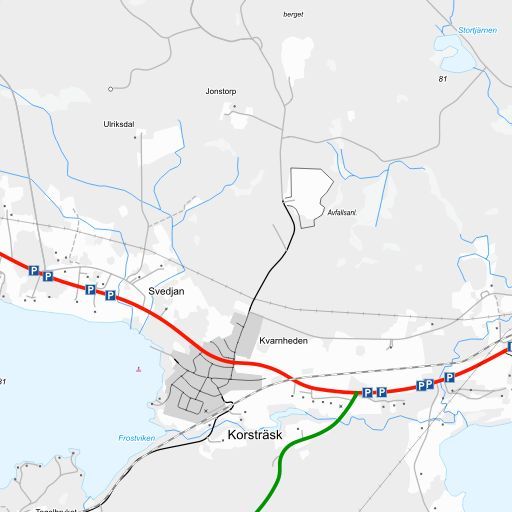 berget
Stortjärnen
81
Jonstorp
Ulriksdal
Avfallsanl.
P
P
P
P
Svedjan
Kvarnheden
81
P
P
P
P
P
Frostviken
Korsträsk